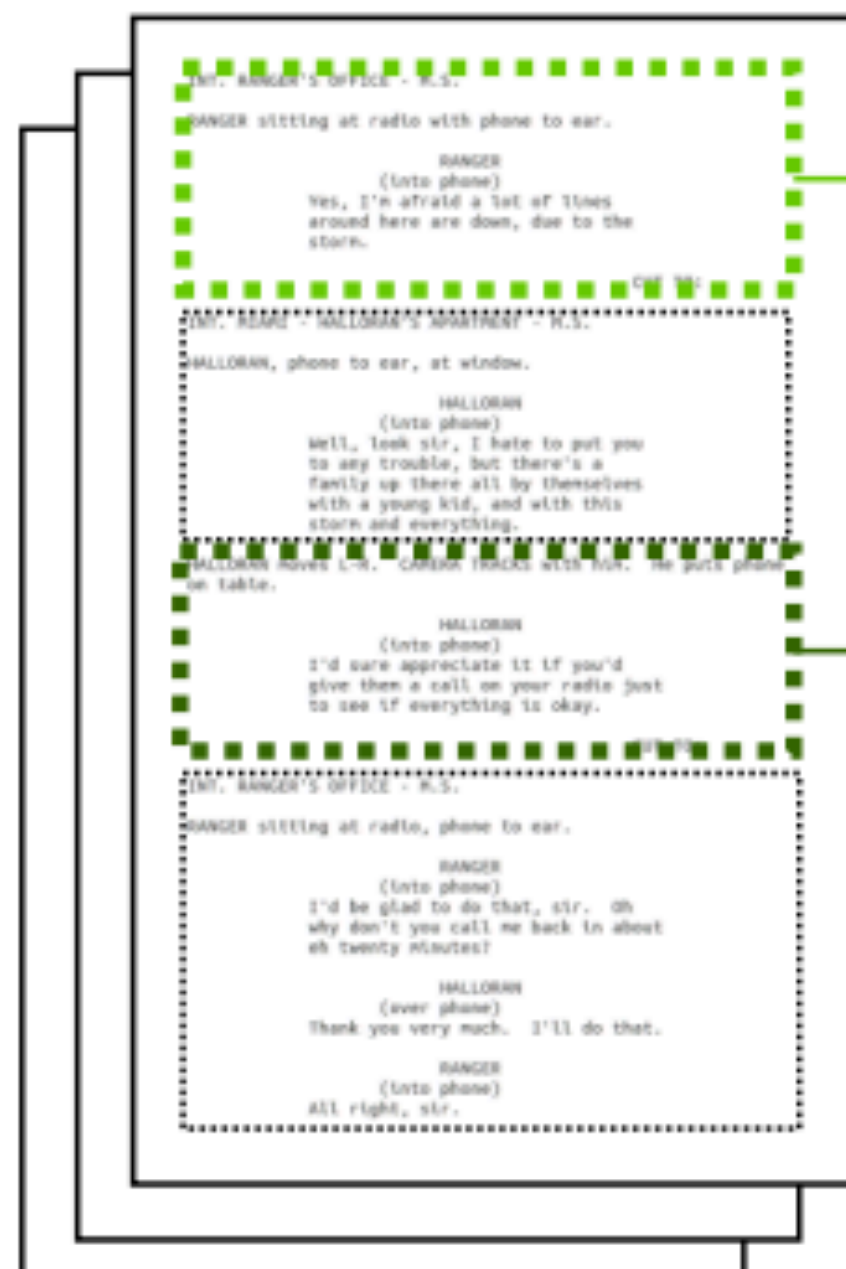 INT. RANGER'S OFFICE - M.S.
RANGER sitting at radio with phone to ear.
RANGER
(into phone)
Yes, I'm afraid a lot of lines
around here are down, due to the
storm.
CUT TO:
INT. MIAMI - HALLORAN'S APARTMENT - M.S.
HALLORAN, phone to ear, at window.
HALLORAN
(into phone)
Well, look sir, I hate to put you
to any trouble, but there's a
family up there all by themselves
with a young kid, and with this
storm and everything.
HALLORAN moves L-R.  CAMERA TRACKS with him.  He puts phone
on table.
HALLORAN
(into phone)
I'd sure appreciate it if you'd
give them a call on your radio just
to see if everything is okay.
CUT TO:
INT. RANGER'S OFFICE - M.S.
RANGER sitting at radio, phone to ear.
RANGER
(into phone)
I'd be glad to do that, sir.  Oh
why don't you call me back in about
eh twenty minutes?
HALLORAN
(over phone)
Thank you very much.  I'll do that.
RANGER
(into phone)
All right, sir.